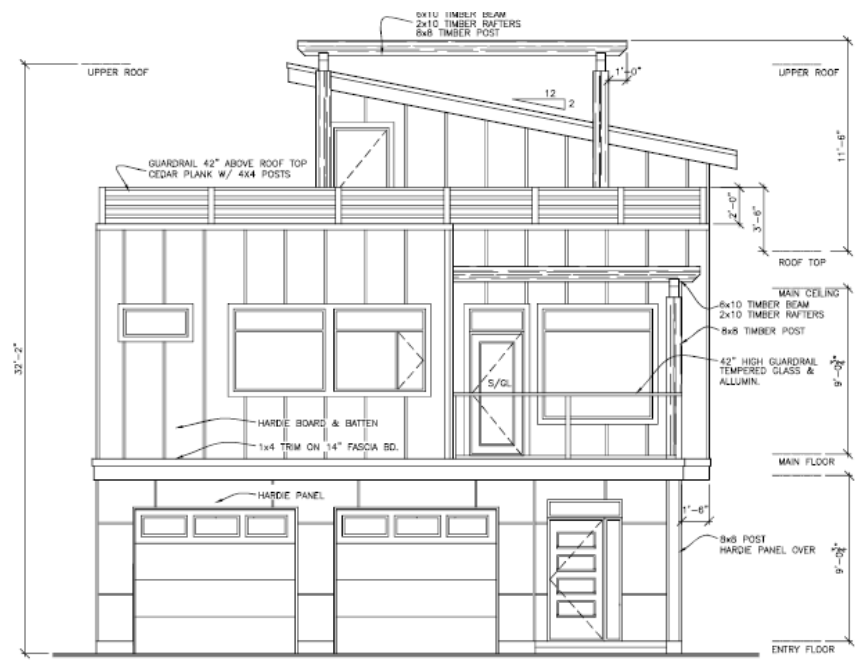 6x10 TIMBER BEAM
2x10 TIMBER RAFTERS
8x8 TIMBER POST
UPPER ROOF
UPPER ROOF
1'-0"
12
2
11'-6"
GUARDRAIL 42" ABOVE ROOF TOP
CEDAR PLANK W/ 4X4 POSTS
2'-0"
3'-6"
ROOF TOP
MAIN CEILING
6x10 TIMBER BEAM
2x10 TIMBER RAFTERS
8x8 TIMBER POST
32'-2"
42" HIGH GUARDRAIL
TEMPERED GLASS &
ALLUMIN.
S/GL
HARDIE BOARD & BATTEN
1x4 TRIM ON 14" FASCIA BD.
MAIN FLOOR
HARDIE PANEL
1'-6"
8x8 POST
HARDIE PANEL OVER
ENTRY FLOOR